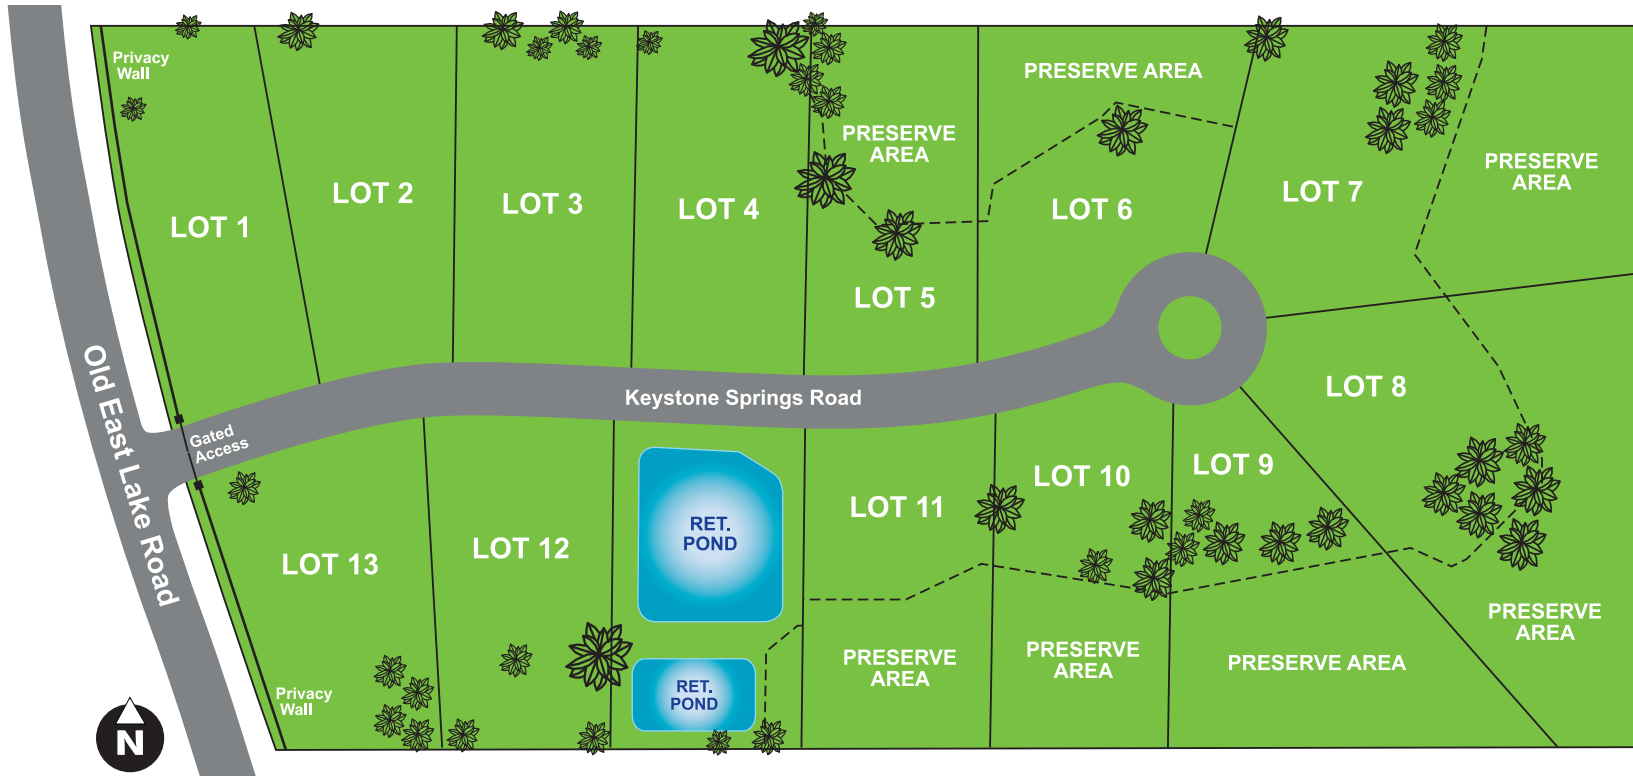 Privacy
Wall
PRESERVE AREA
PRESERVE
AREA
PRESERVE
AREA
LOT 1
LOT 2
LOT 3
LOT 4
LOT 5
LOT 6
LOT 7
LOT 8
Old East Lake Road
Gated
Access
Keystone Springs Road
LOT 13
LOT 12
RET.
POND
LOT 11
LOT 10
LOT 9
Privacy
Wall
RET.
POND
PRESERVE
AREA
PRESERVE
AREA
PRESERVE AREA
PRESERVE
AREA
N